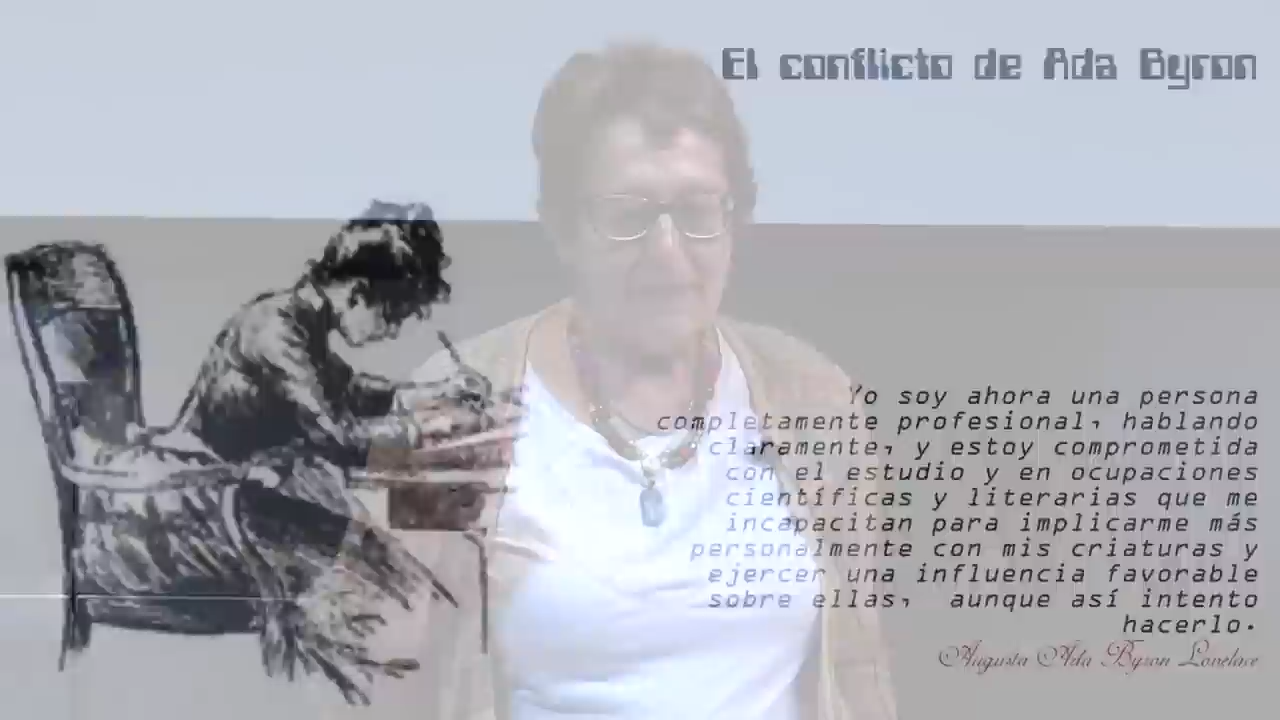 El conflicto de Ada Byron
Yo soy ahora una persona
completamente profesional, hablando
claramente, y estoy comprometida
con el estudio y en ocupaciones
científicas y literarias que me
incapacitan para implicarme más
personalmente con mis criaturas y
ejercer una influencia favorable
sobre ellas, aunque así intento
hacerlo.
Augusta Ada Byron Lovelace